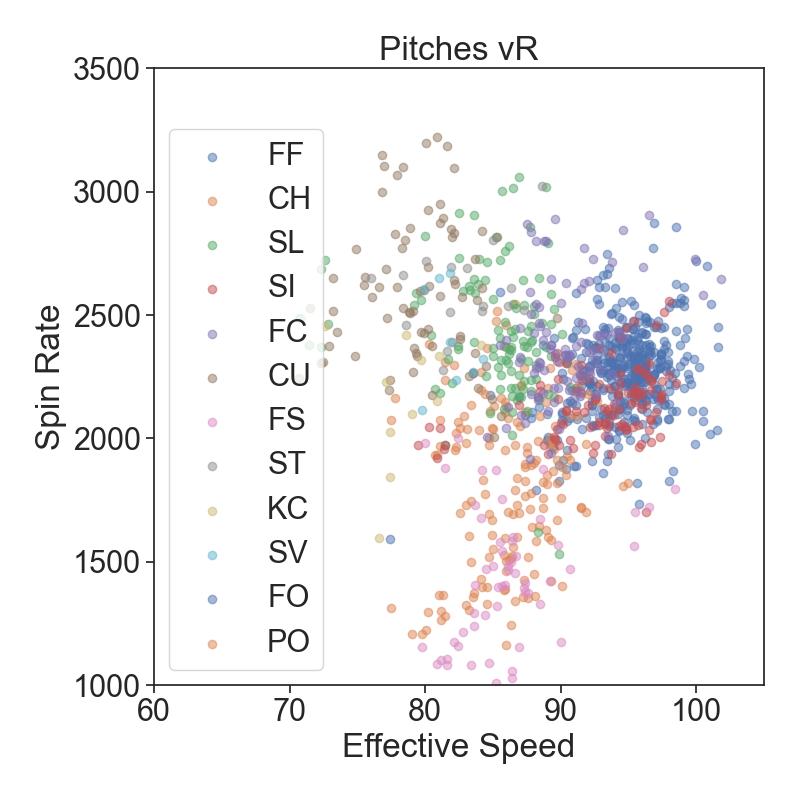 Pitches vR
3500
3000
2500
2000
1500
1000
Spin Rate
FF
CH
SL
SI
FC
CU
FS
ST
KC
SV
FO
PO
60 70 80 90 100
Effective Speed